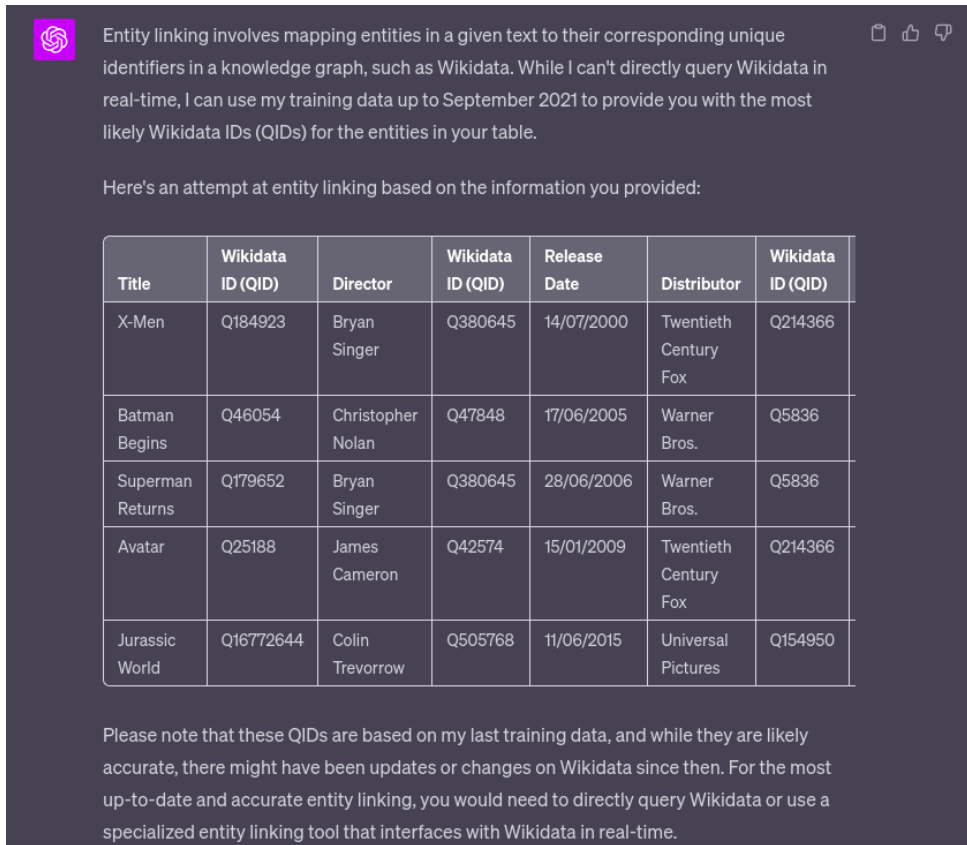 Entity linking involves mapping entities in a given text to their corresponding unique
identifiers in a knowledge graph, such as Wikidata. While I can't directly query Wikidata in
real-time, I can use my training data up to September 2021 to provide you with the most
likely Wikidata IDs (QIDs) for the entities in your table.
Here's an attempt at entity linking based on the information you provided:
Title Wikidata ID (QID) Director Wikidata ID (QID) Release Date Distributor Wikidata ID (QID)
X-Men Q184923 Bryan Singer Q380645 14/07/2000 Twentieth Century Fox Q214366
Batman Begins Q46054 Christopher Nolan Q47848 17/06/2005 Warner Bros. Q5836
Superman Returns Q179652 Bryan Singer Q380645 28/06/2006 Warner Bros. Q5836
Avatar Q25188 James Cameron Q42574 15/01/2009 Twentieth Century Fox Q214366
Jurassic World Q16772644 Colin Trevorrow Q505768 11/06/2015 Universal Pictures Q154950
Please note that these QIDs are based on my last training data, and while they are likely
accurate, there might have been updates or changes on Wikidata since then. For the most
up-to-date and accurate entity linking, you would need to directly query Wikidata or use a
specialized entity linking tool that interfaces with Wikidata in real-time.